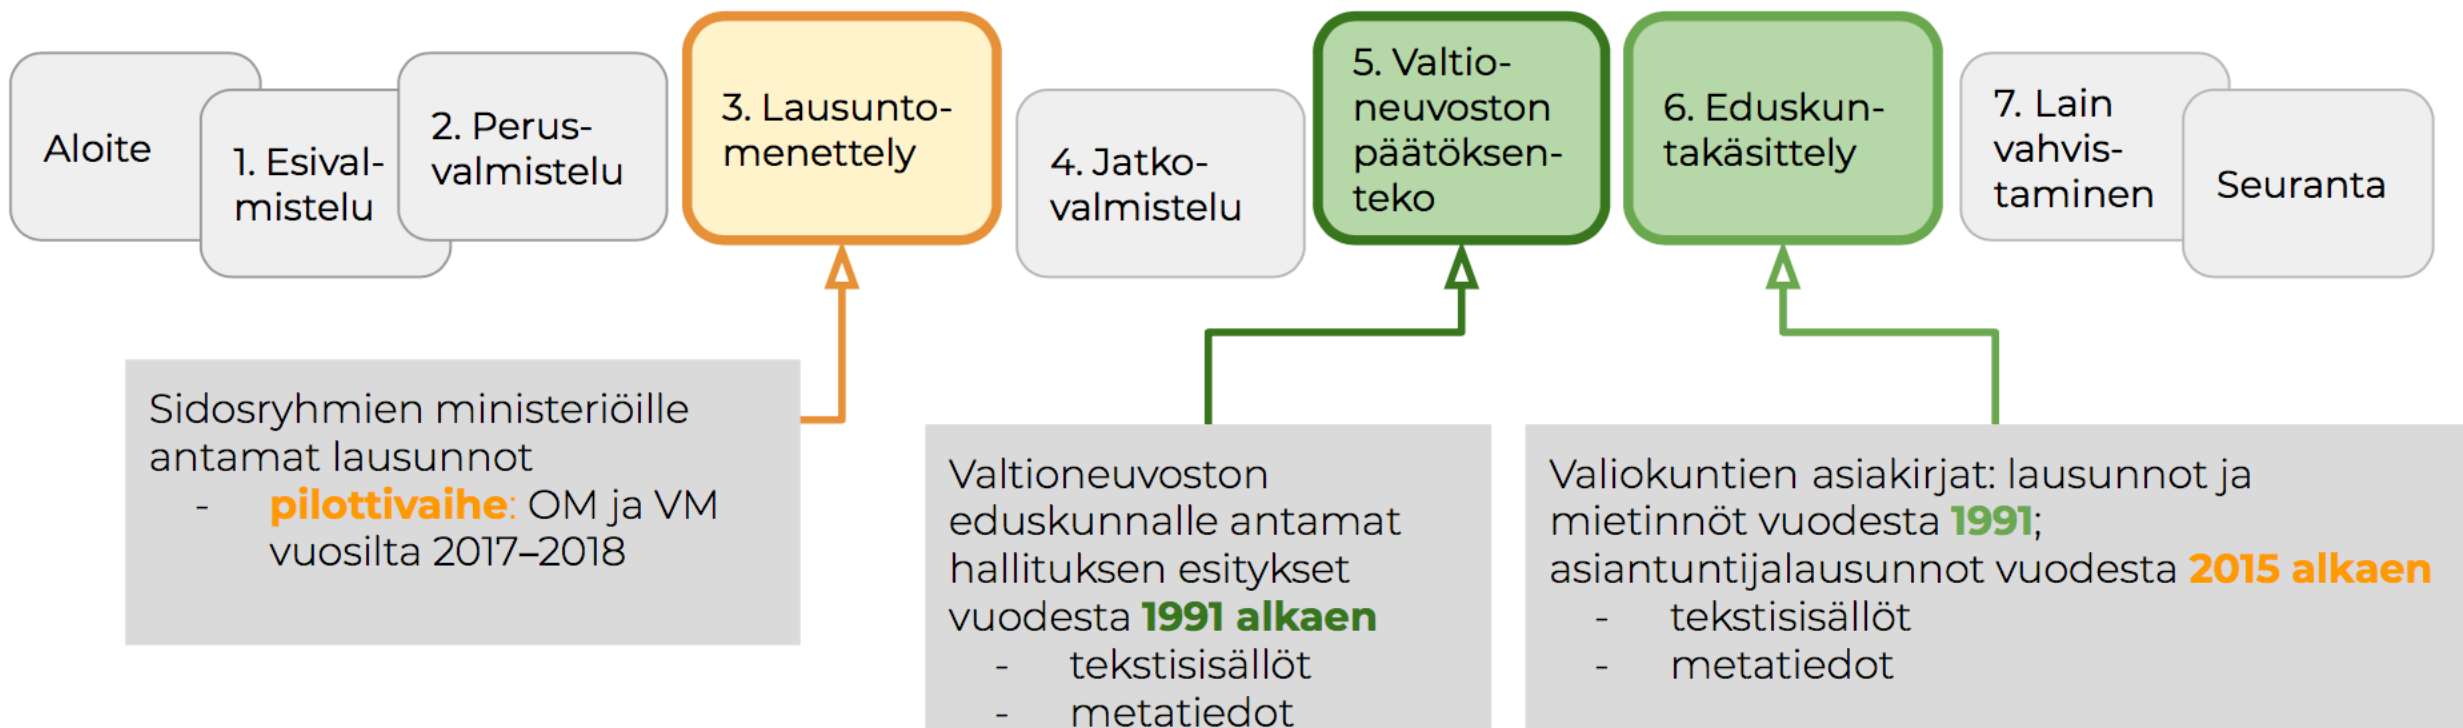 Aloite
1. Esival-
mistelu
2. Perus-
valmistelu
3. Lausunto-
menettely
4. Jatko-
valmistelu
5. Valtio-
neuvoston
päätöksen-
teko
6. Eduskun-
takäsittely
7. Lain
vahvis-
taminen
Seuranta
Sidosryhmien ministeriöille
antamat lausunnot
- pilottivaihe: OM ja VM
vuosilta 2017–2018
Valtioneuvoston
eduskunnalle antamat
hallituksen esitykset
vuodesta 1991 alkaen
- tekstisisällöt
- metatiedot
Valiokuntien asiakirjat: lausunnot ja
mietinnöt vuodesta 1991;
asiantuntijalausunnot vuodesta 2015 alkaen
- tekstisisällöt
- metatiedot